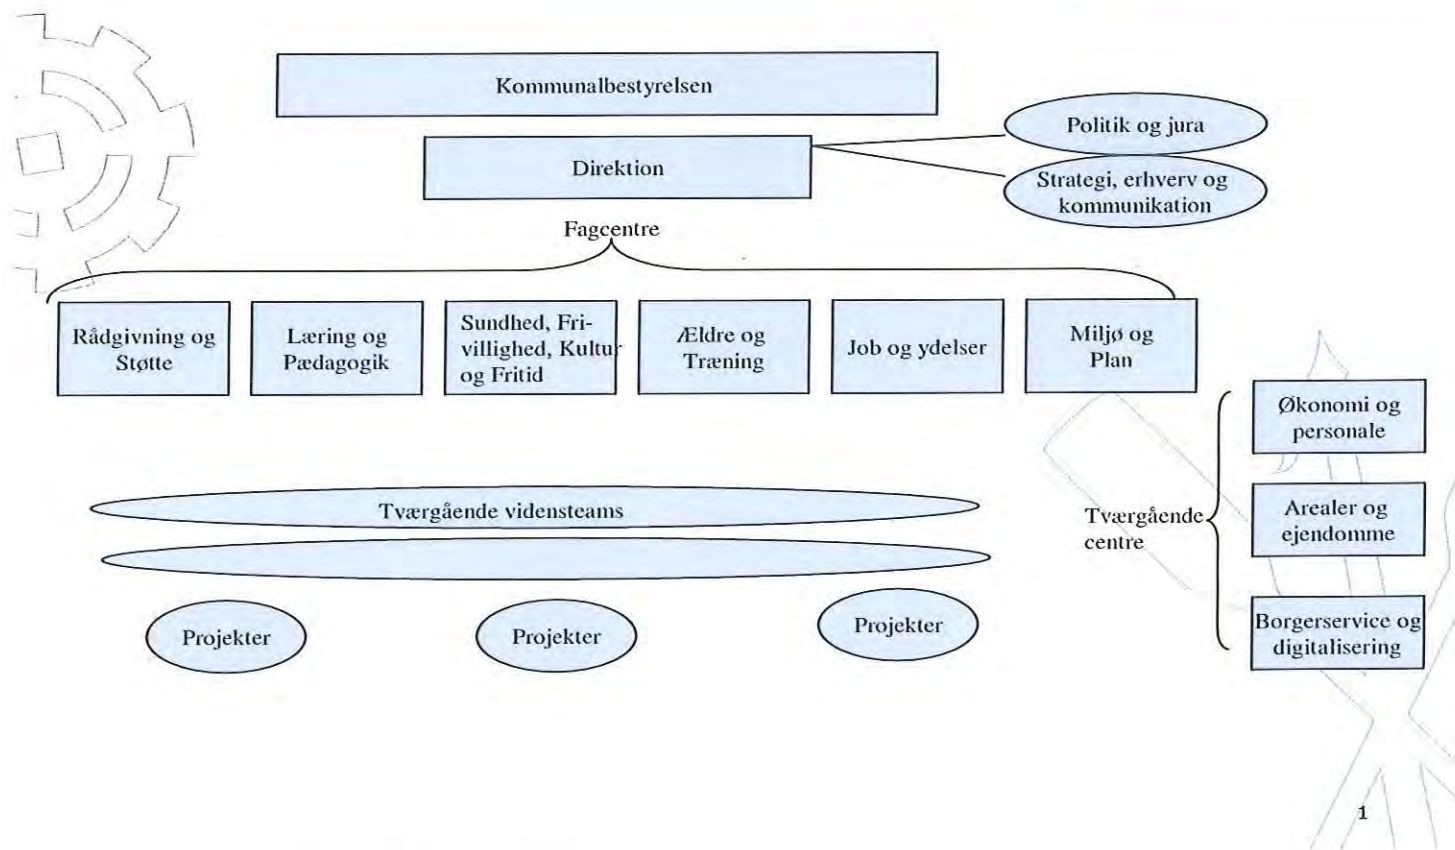 Kommunalbestyrelsen
Politik og jura
Direktion
Strategi, erhverv og
kommunikation
Fagcentre
Rådgivning og
Støtte
Læring og
Pædagogik
Sundhed, Fri-
villighed, Kultur
og Fritid
Ældre og
Træning
Job og ydelser
Miljø og
Plan
Økonomi og
personale
Tværgående vidensteams
Tværgående
centre
Arealer og
ejendomme
Projekter
Projekter
Projekter
Borgerservice og
digitalisering
1